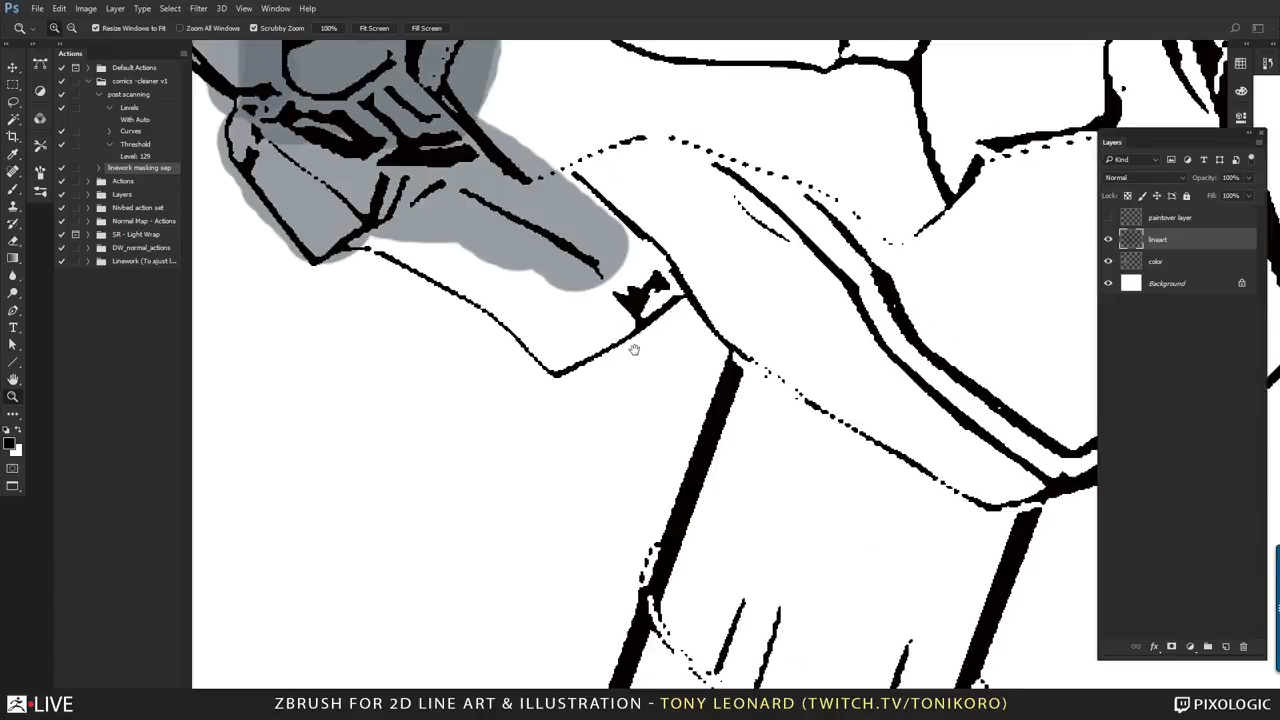 Ps File Edit Image Layer Type Select Filter 3D View Window Help
Resize Windows to Fit Zoom All Windows Scrubby Zoom 100% Fit Screen Fill Screen
Actions
Default Actions
comics -cleaner v1
post scanning
Levels
With Auto
Curves
Threshold
Level: 129
linework masking sep
Actions
Layers
Nivbed action set
Normal Map - Actions
SR - Light Wrap
DW_normal_actions
Linework (To ajust l
Layers
Kind
Normal Opacity: 100%
Lock: Fill: 100%
paintover layer
lineart
color
Background
LIVE ZBRUSH FOR 2D LINE ART & ILLUSTRATION - TONY LEONARD (TWITCH.TV/TONIKORO) PIXOLOGIC